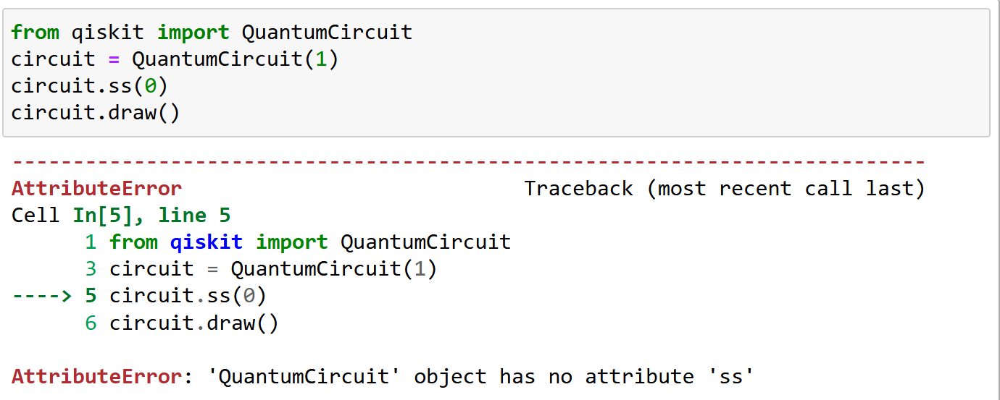 from qiskit import QuantumCircuit
circuit = QuantumCircuit(1)
circuit.ss(0)
circuit.draw()
---------------------------------------------------------------------------
AttributeError                            Traceback (most recent call last)
Cell In[5], line 5
      1 from qiskit import QuantumCircuit
      3 circuit = QuantumCircuit(1)
----> 5 circuit.ss(0)
      6 circuit.draw()
AttributeError: 'QuantumCircuit' object has no attribute 'ss'